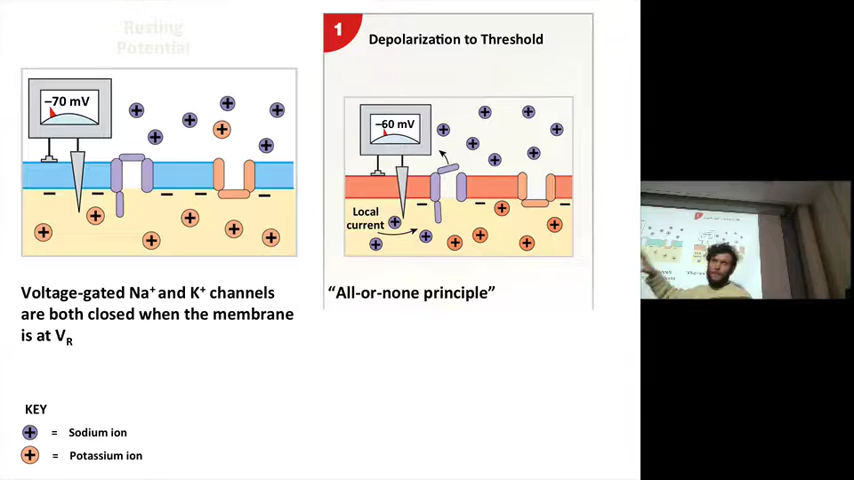 Resting
Potential
−70 mV
Voltage-gated Na+ and K+ channels
are both closed when the membrane
is at VR
1
Depolarization to Threshold
−60 mV
Local
current
“All-or-none principle”
KEY
= Sodium ion
= Potassium ion